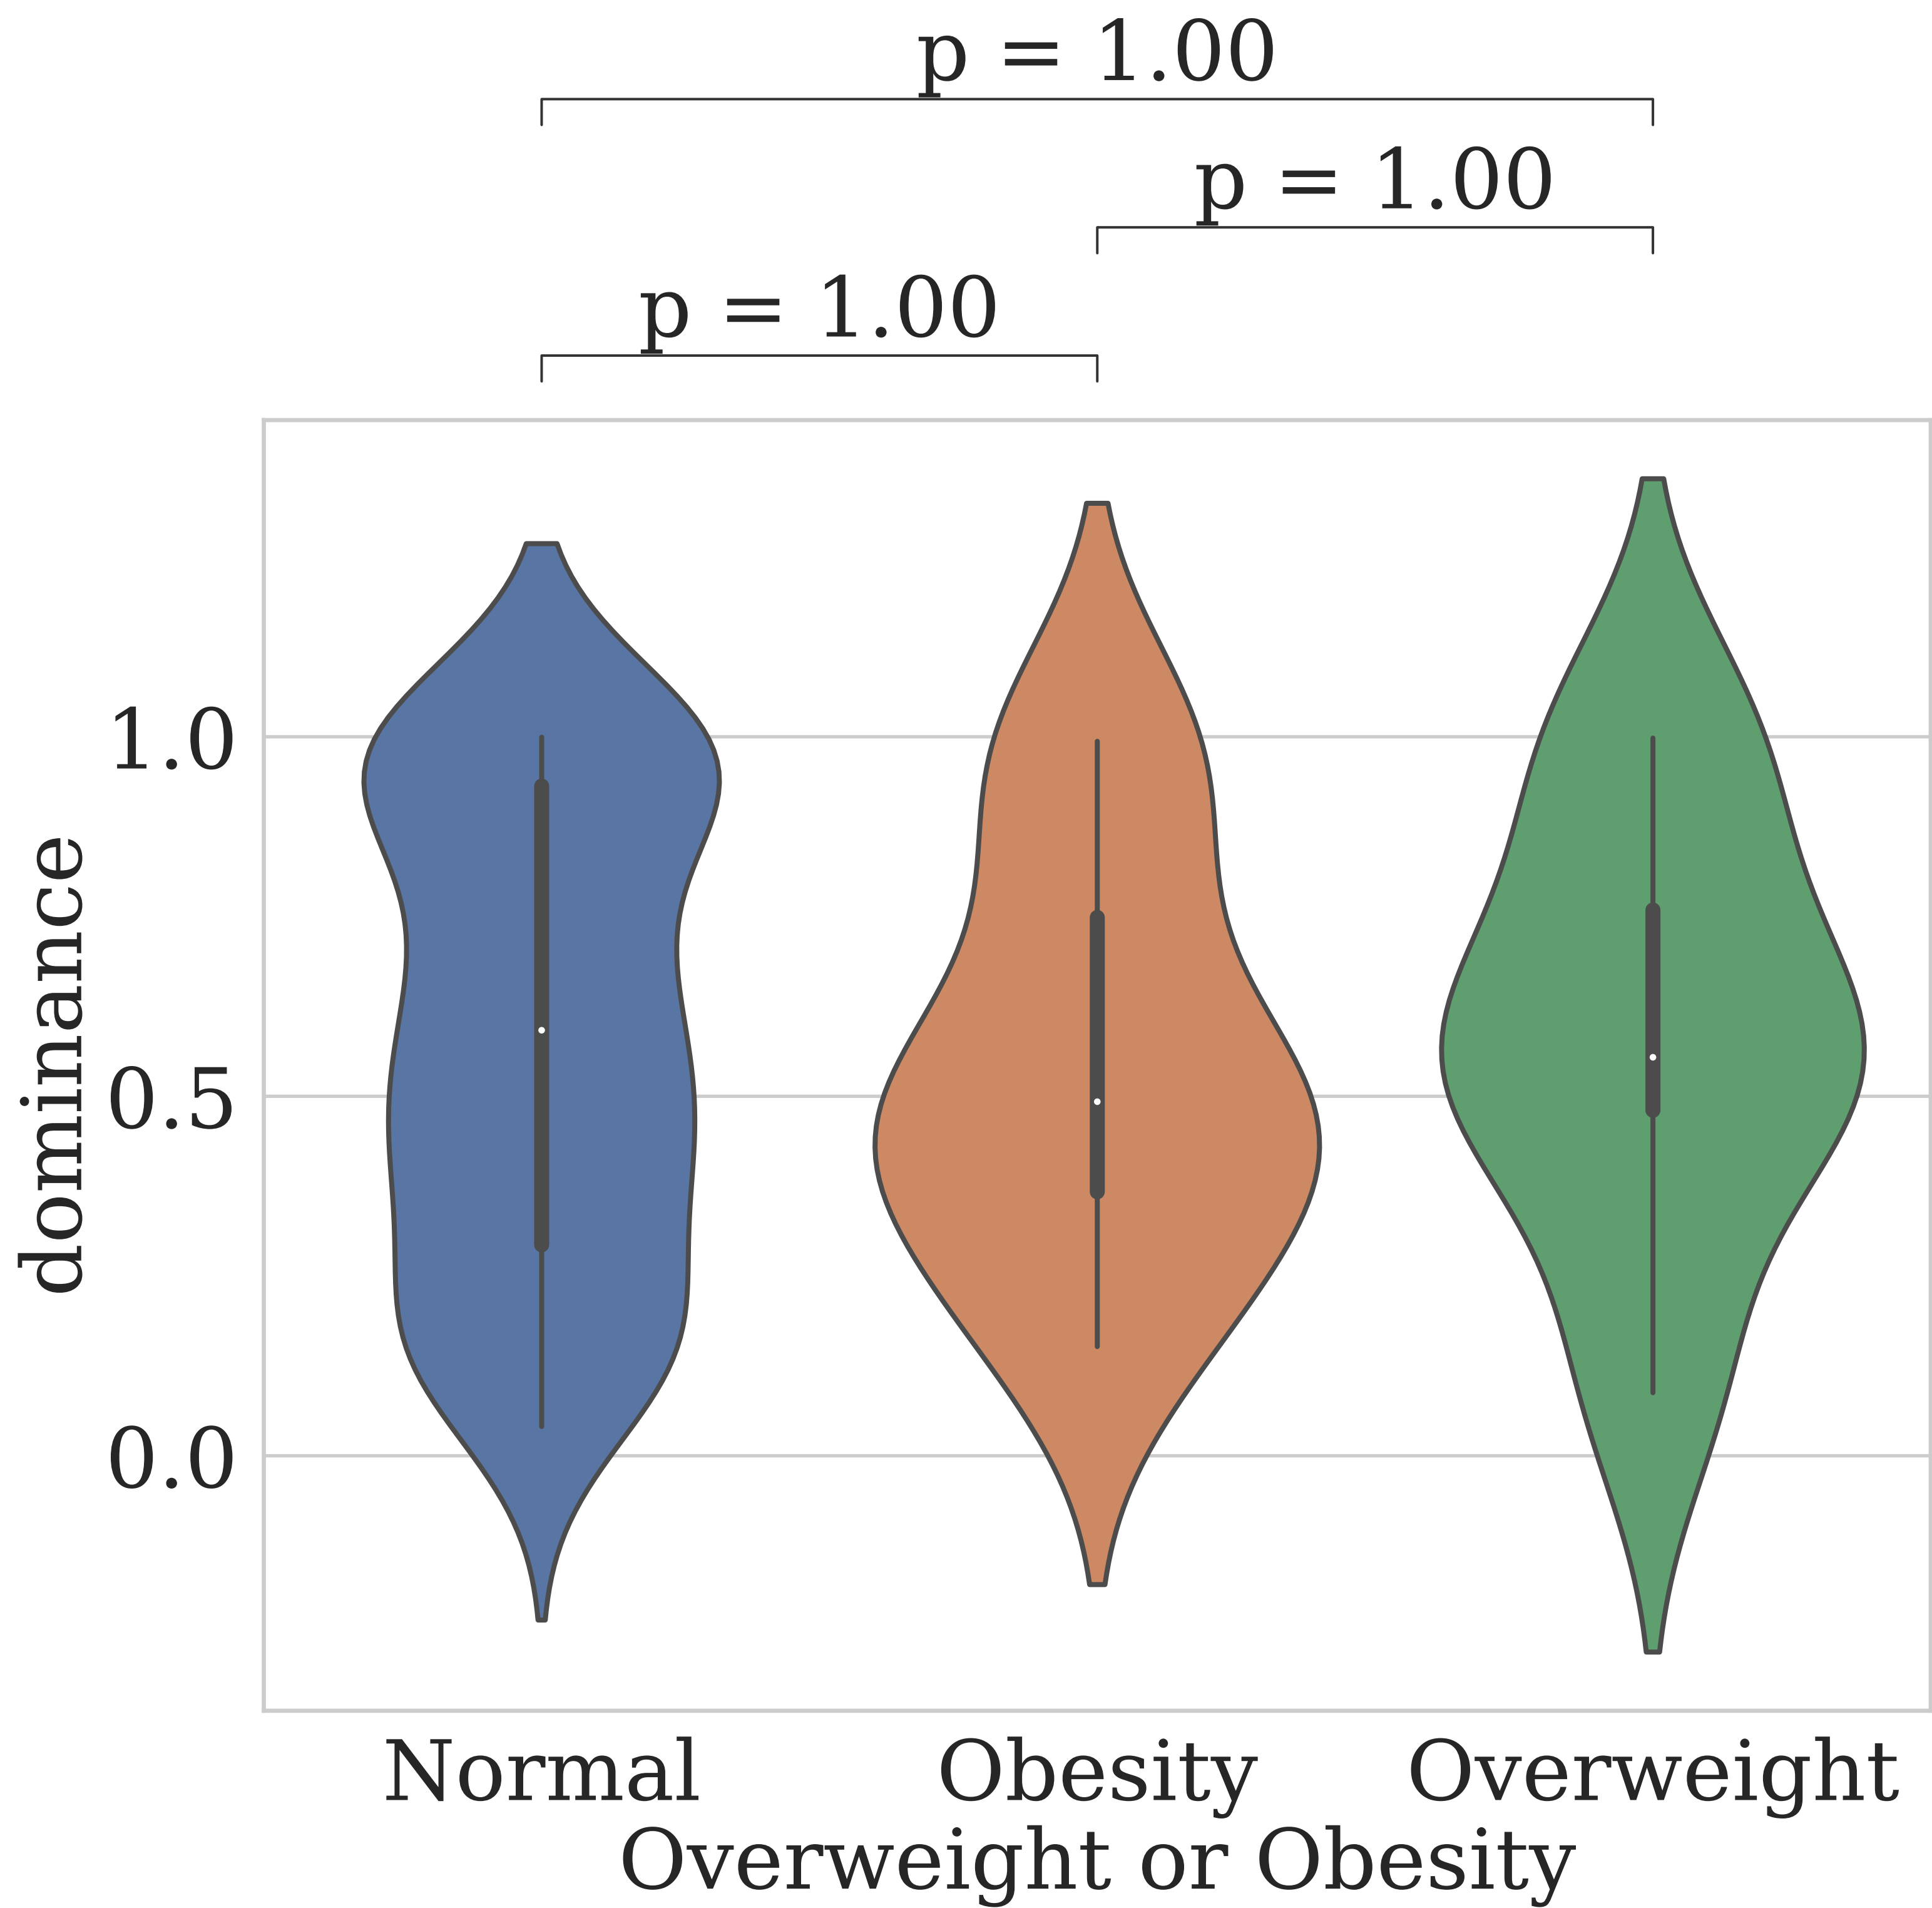 p = 1.00
p = 1.00
p = 1.00
1.0
0.5
0.0
dominance
Normal Obesity Overweight
Overweight or Obesity